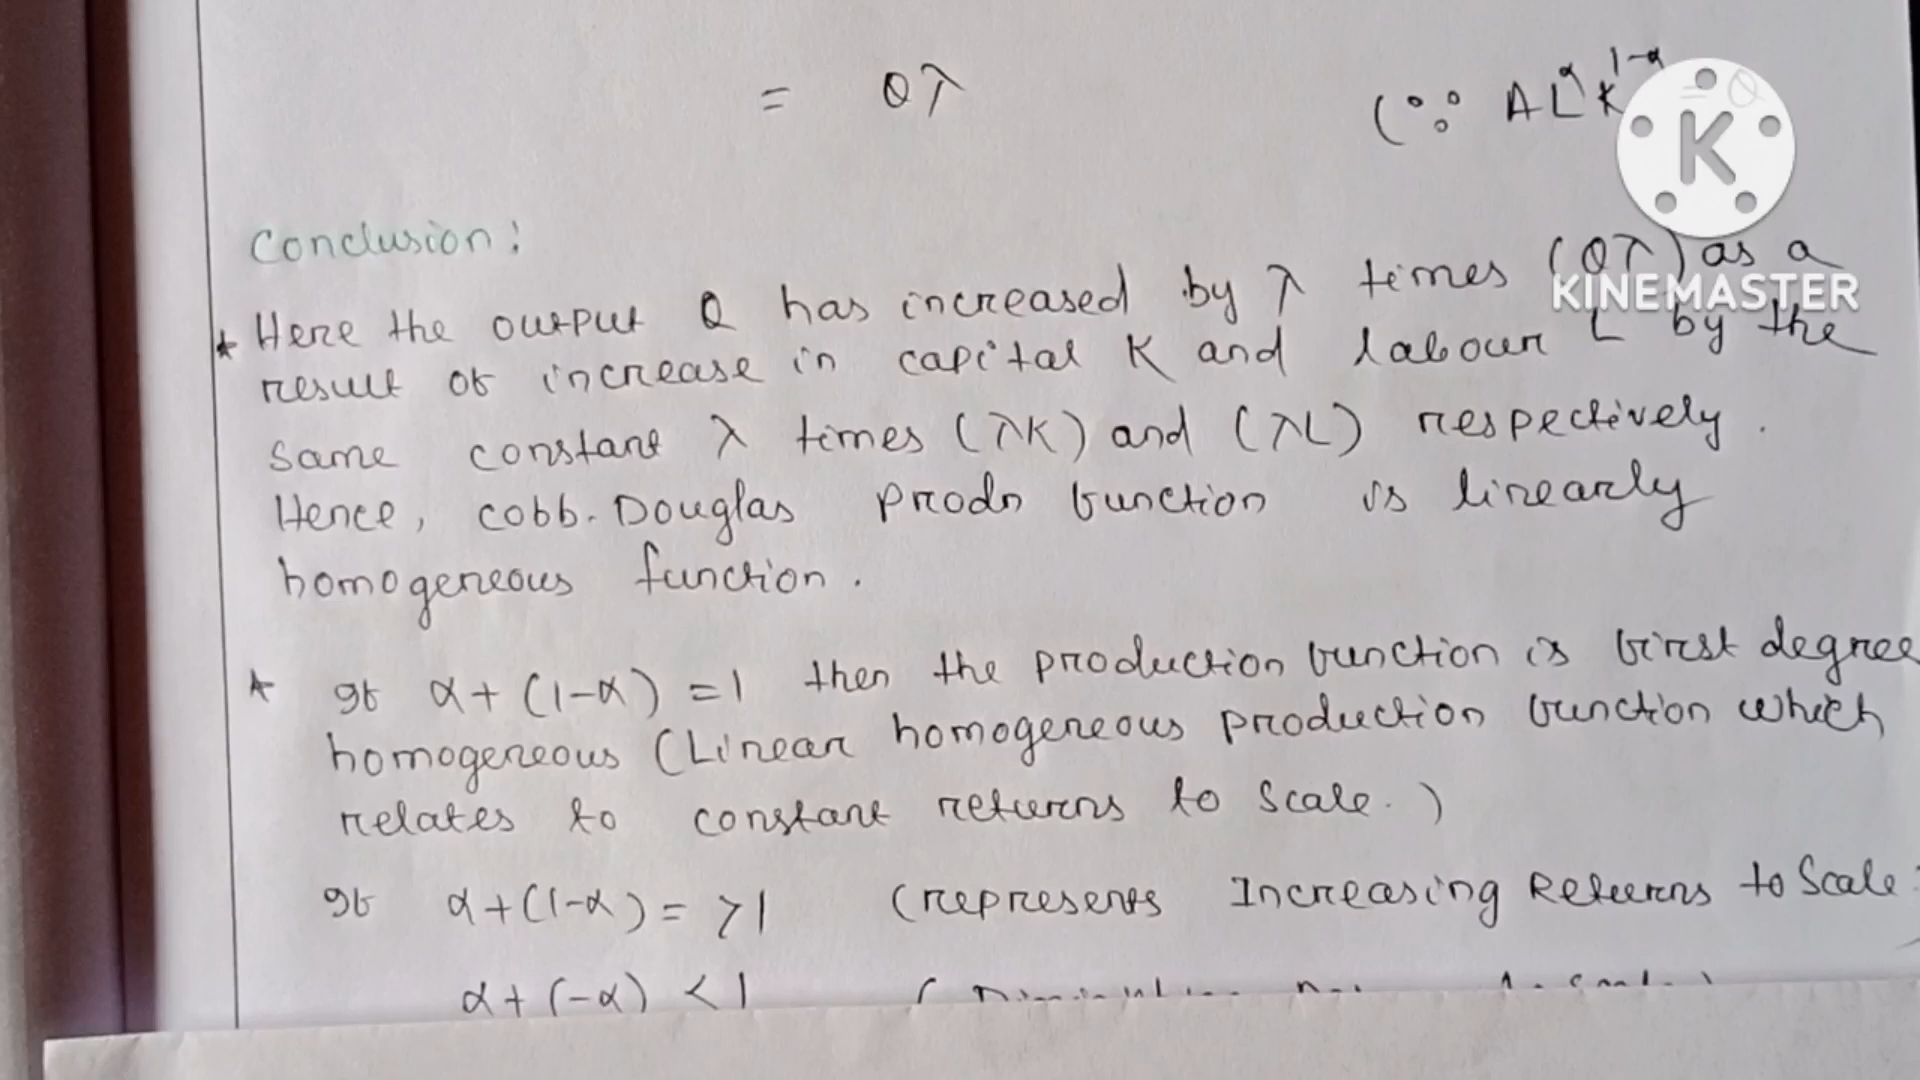 = Qλ (∵ AL^α K^1-α = Q
Conclusion:
KINEMASTER
* Here the output Q has increased by λ times (Qλ) as a
result of increase in capital K and labour L by the
same constant λ times (λK) and (λL) respectively.
Hence, cobb-Douglas prodn function is linearly
homogeneous function.
* If α+(1-α) =1 then the production function is first degree
homogeneous (Linear homogeneous production function which
relates to constant returns to scale.)
If α+(1-α) = >1 (represents Increasing Returns to Scale
α+(-α) <1 (